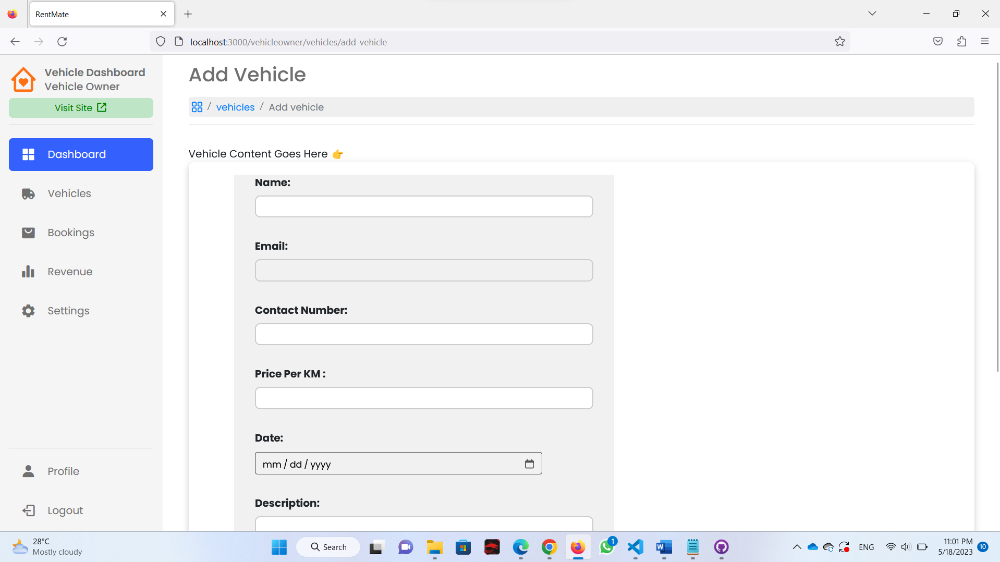 RentMate
localhost:3000/vehicleowner/vehicles/add-vehicle
Vehicle Dashboard
Vehicle Owner
Visit Site
Dashboard
Vehicles
Bookings
Revenue
Settings
Profile
Logout
Add Vehicle
/ vehicles / Add vehicle
Vehicle Content Goes Here 👉
Name:
Email:
Contact Number:
Price Per KM :
Date:
mm / dd / yyyy
Description:
28°C
Mostly cloudy
Search
1
W
ENG
11:01 PM
5/18/2023
10